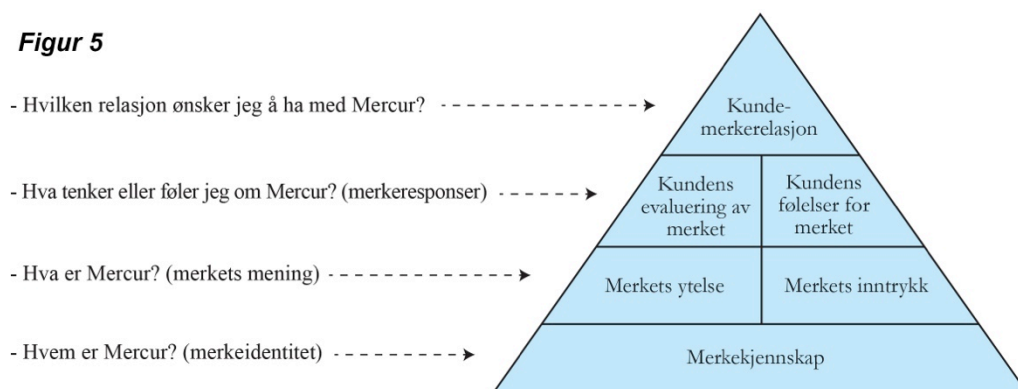 Figur 5
- Hvilken relasjon ønsker jeg å ha med Mercur?
Kunde-
merkerelasjon
- Hva tenker eller føler jeg om Mercur? (merkeresponser)
Kundens
evaluering av
merket
Kundens
følelser for
merket
- Hva er Mercur? (merkets mening)
Merkets ytelse
Merkets inntrykk
- Hvem er Mercur? (merkeidentitet)
Merkekjennskap